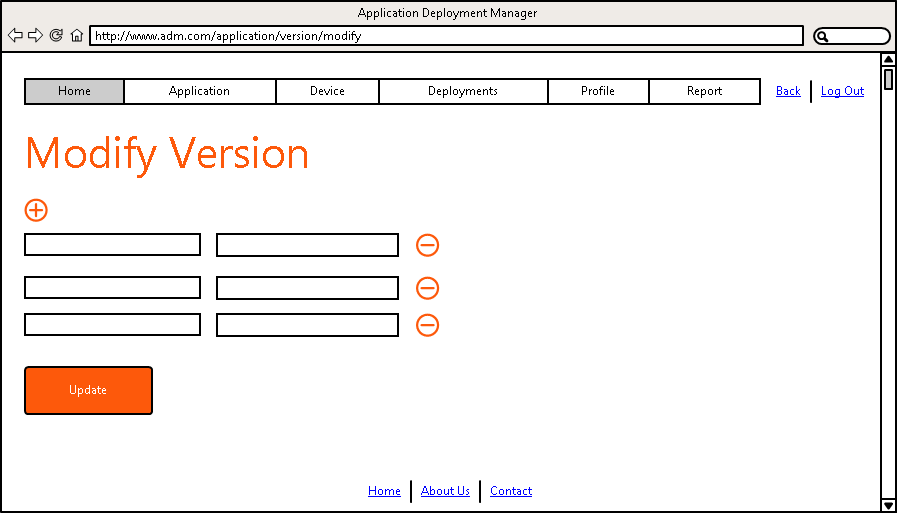 Application Deployment Manager
http://www.adm.com/application/version/modify
Home Application Device Deployments Profile Report Back Log Out
Modify Version
Update
Home About Us Contact